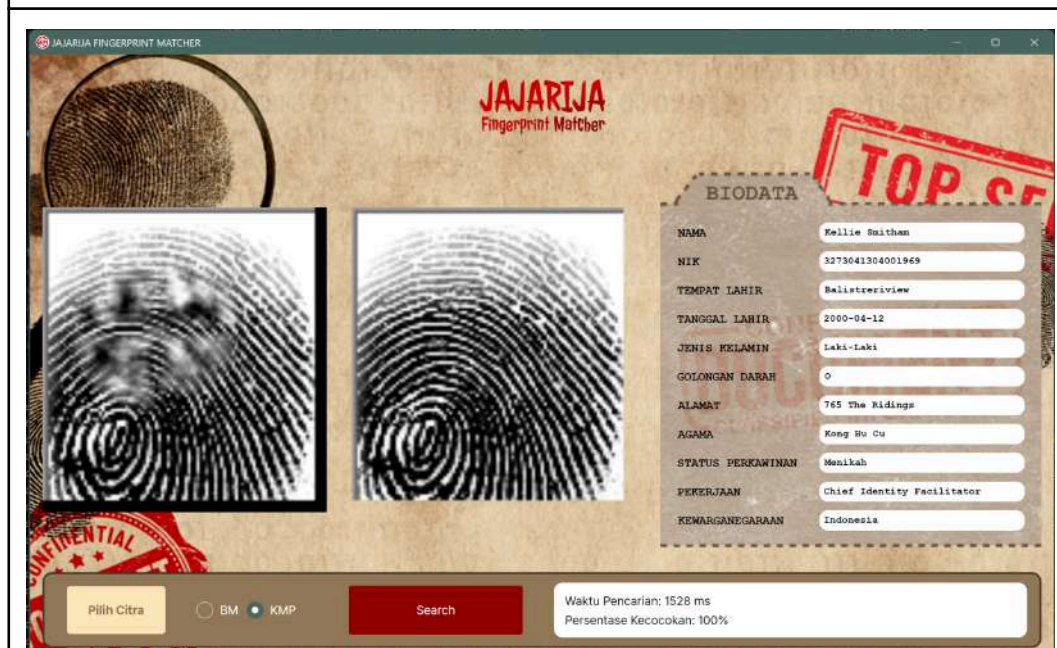 JAJARIJA FINGERPRINT MATCHER
JAJARIJA
Fingerprint Matcher
TOP SE
BIODATA
NAMA Kellie Smitham
NIK 3273041304001969
TEMPAT LAHIR Balistreriview
TANGGAL LAHIR 2000-04-12
JENIS KELAMIN Laki-Laki
GOLONGAN DARAH O
ALAMAT 765 The Ridings
AGAMA Kong Hu Cu
STATUS PERKAWINAN Menikah
PEKERJAAN Chief Identity Facilitator
KEWARGANEGARAAN Indonesia
CONFIDENTIAL
Pilih Citra BM KMP Search
Waktu Pencarian: 1528 ms
Persentase Kecocokan: 100%